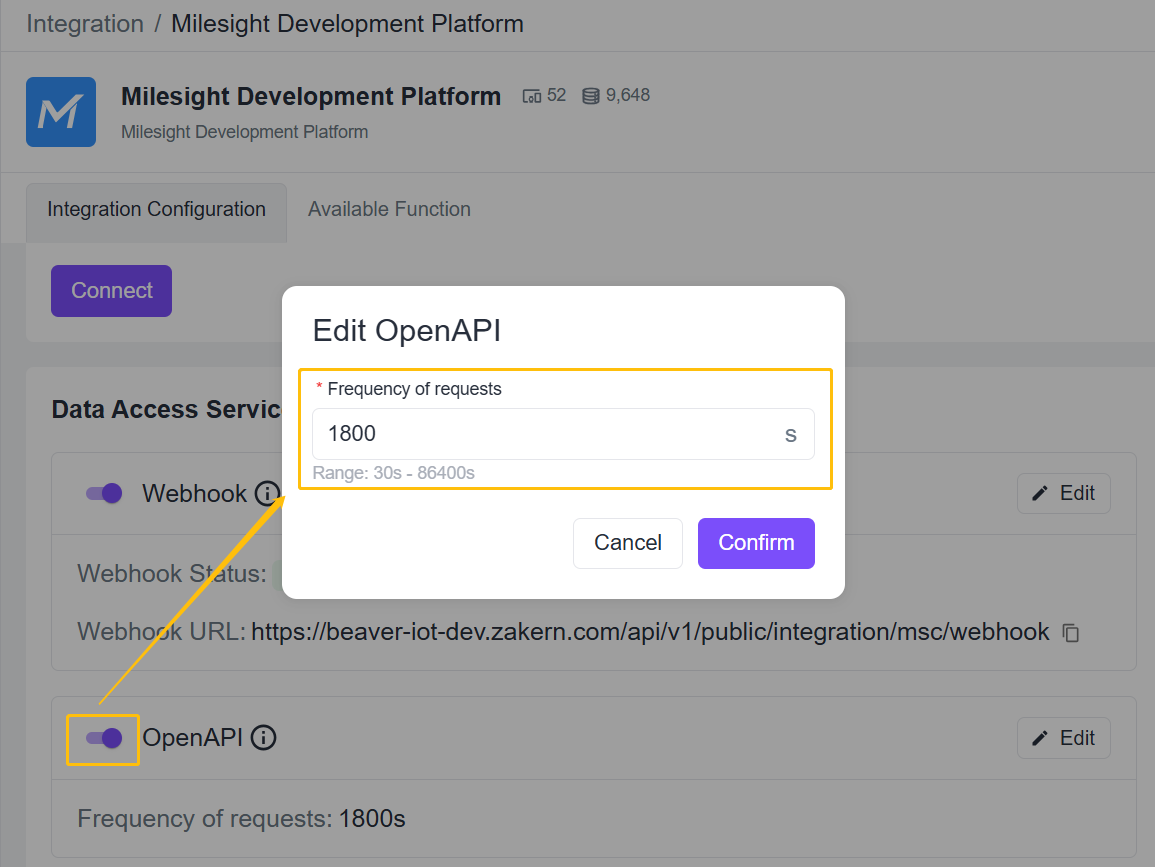 Integration / Milesight Development Platform
Milesight Development Platform 52 9,648
Milesight Development Platform
Integration Configuration Available Function
Connect
Edit OpenAPI
* Frequency of requests
1800 s
Range: 30s - 86400s
Cancel Confirm
Data Access Servic
Webhook Edit
Webhook Status:
Webhook URL: https://beaver-iot-dev.zakern.com/api/v1/public/integration/msc/webhook
OpenAPI Edit
Frequency of requests: 1800s